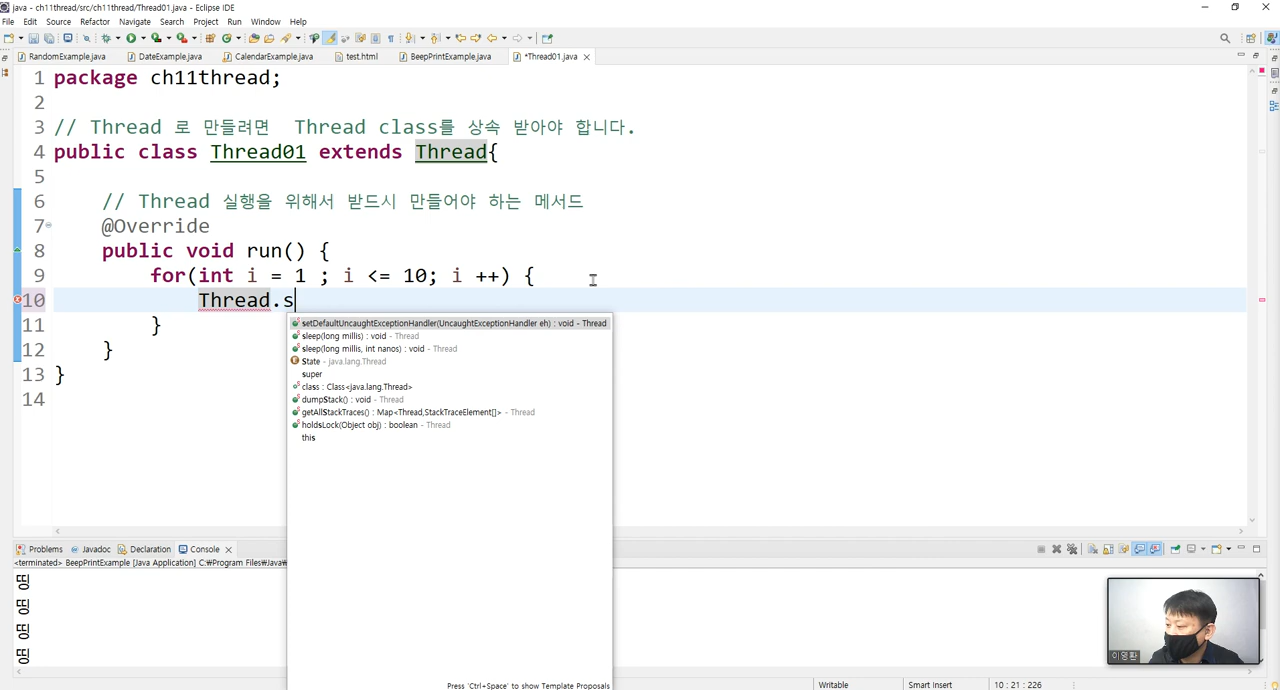 java - ch11thread/src/ch11thread/Thread01.java - Eclipse IDE
File Edit Source Refactor Navigate Search Project Run Window Help
RandomExample.java DateExample.java CalendarExample.java test.html BeepPrintExample.java *Thread01.java
1 package ch11thread;
2
3 // Thread 로 만들려면  Thread class를 상속 받아야 합니다.
4 public class Thread01 extends Thread{
5
6 // Thread 실행을 위해서 받드시 만들어야 하는 메서드
7 @Override
8 public void run() {
9 for(int i = 1 ; i <= 10; i ++) {
10 Thread.s
setDefaultUncaughtExceptionHandler(UncaughtExceptionHandler eh) : void - Thread
11 }
sleep(long millis) : void - Thread
12 }
sleep(long millis, int nanos) : void - Thread
State - java.lang.Thread
13 }
super
class : Class<java.lang.Thread>
14
dumpStack() : void - Thread
getAllStackTraces() : Map<Thread,StackTraceElement[]> - Thread
holdsLock(Object obj) : boolean - Thread
this
Problems Javadoc Declaration Console
<terminated> BeepPrintExample [Java Application] C:₩Program Files₩Java₩
띵
띵
띵
띵
이영환
Press 'Ctrl+Space' to show Template Proposals
Writable Smart Insert 10 : 21 : 226